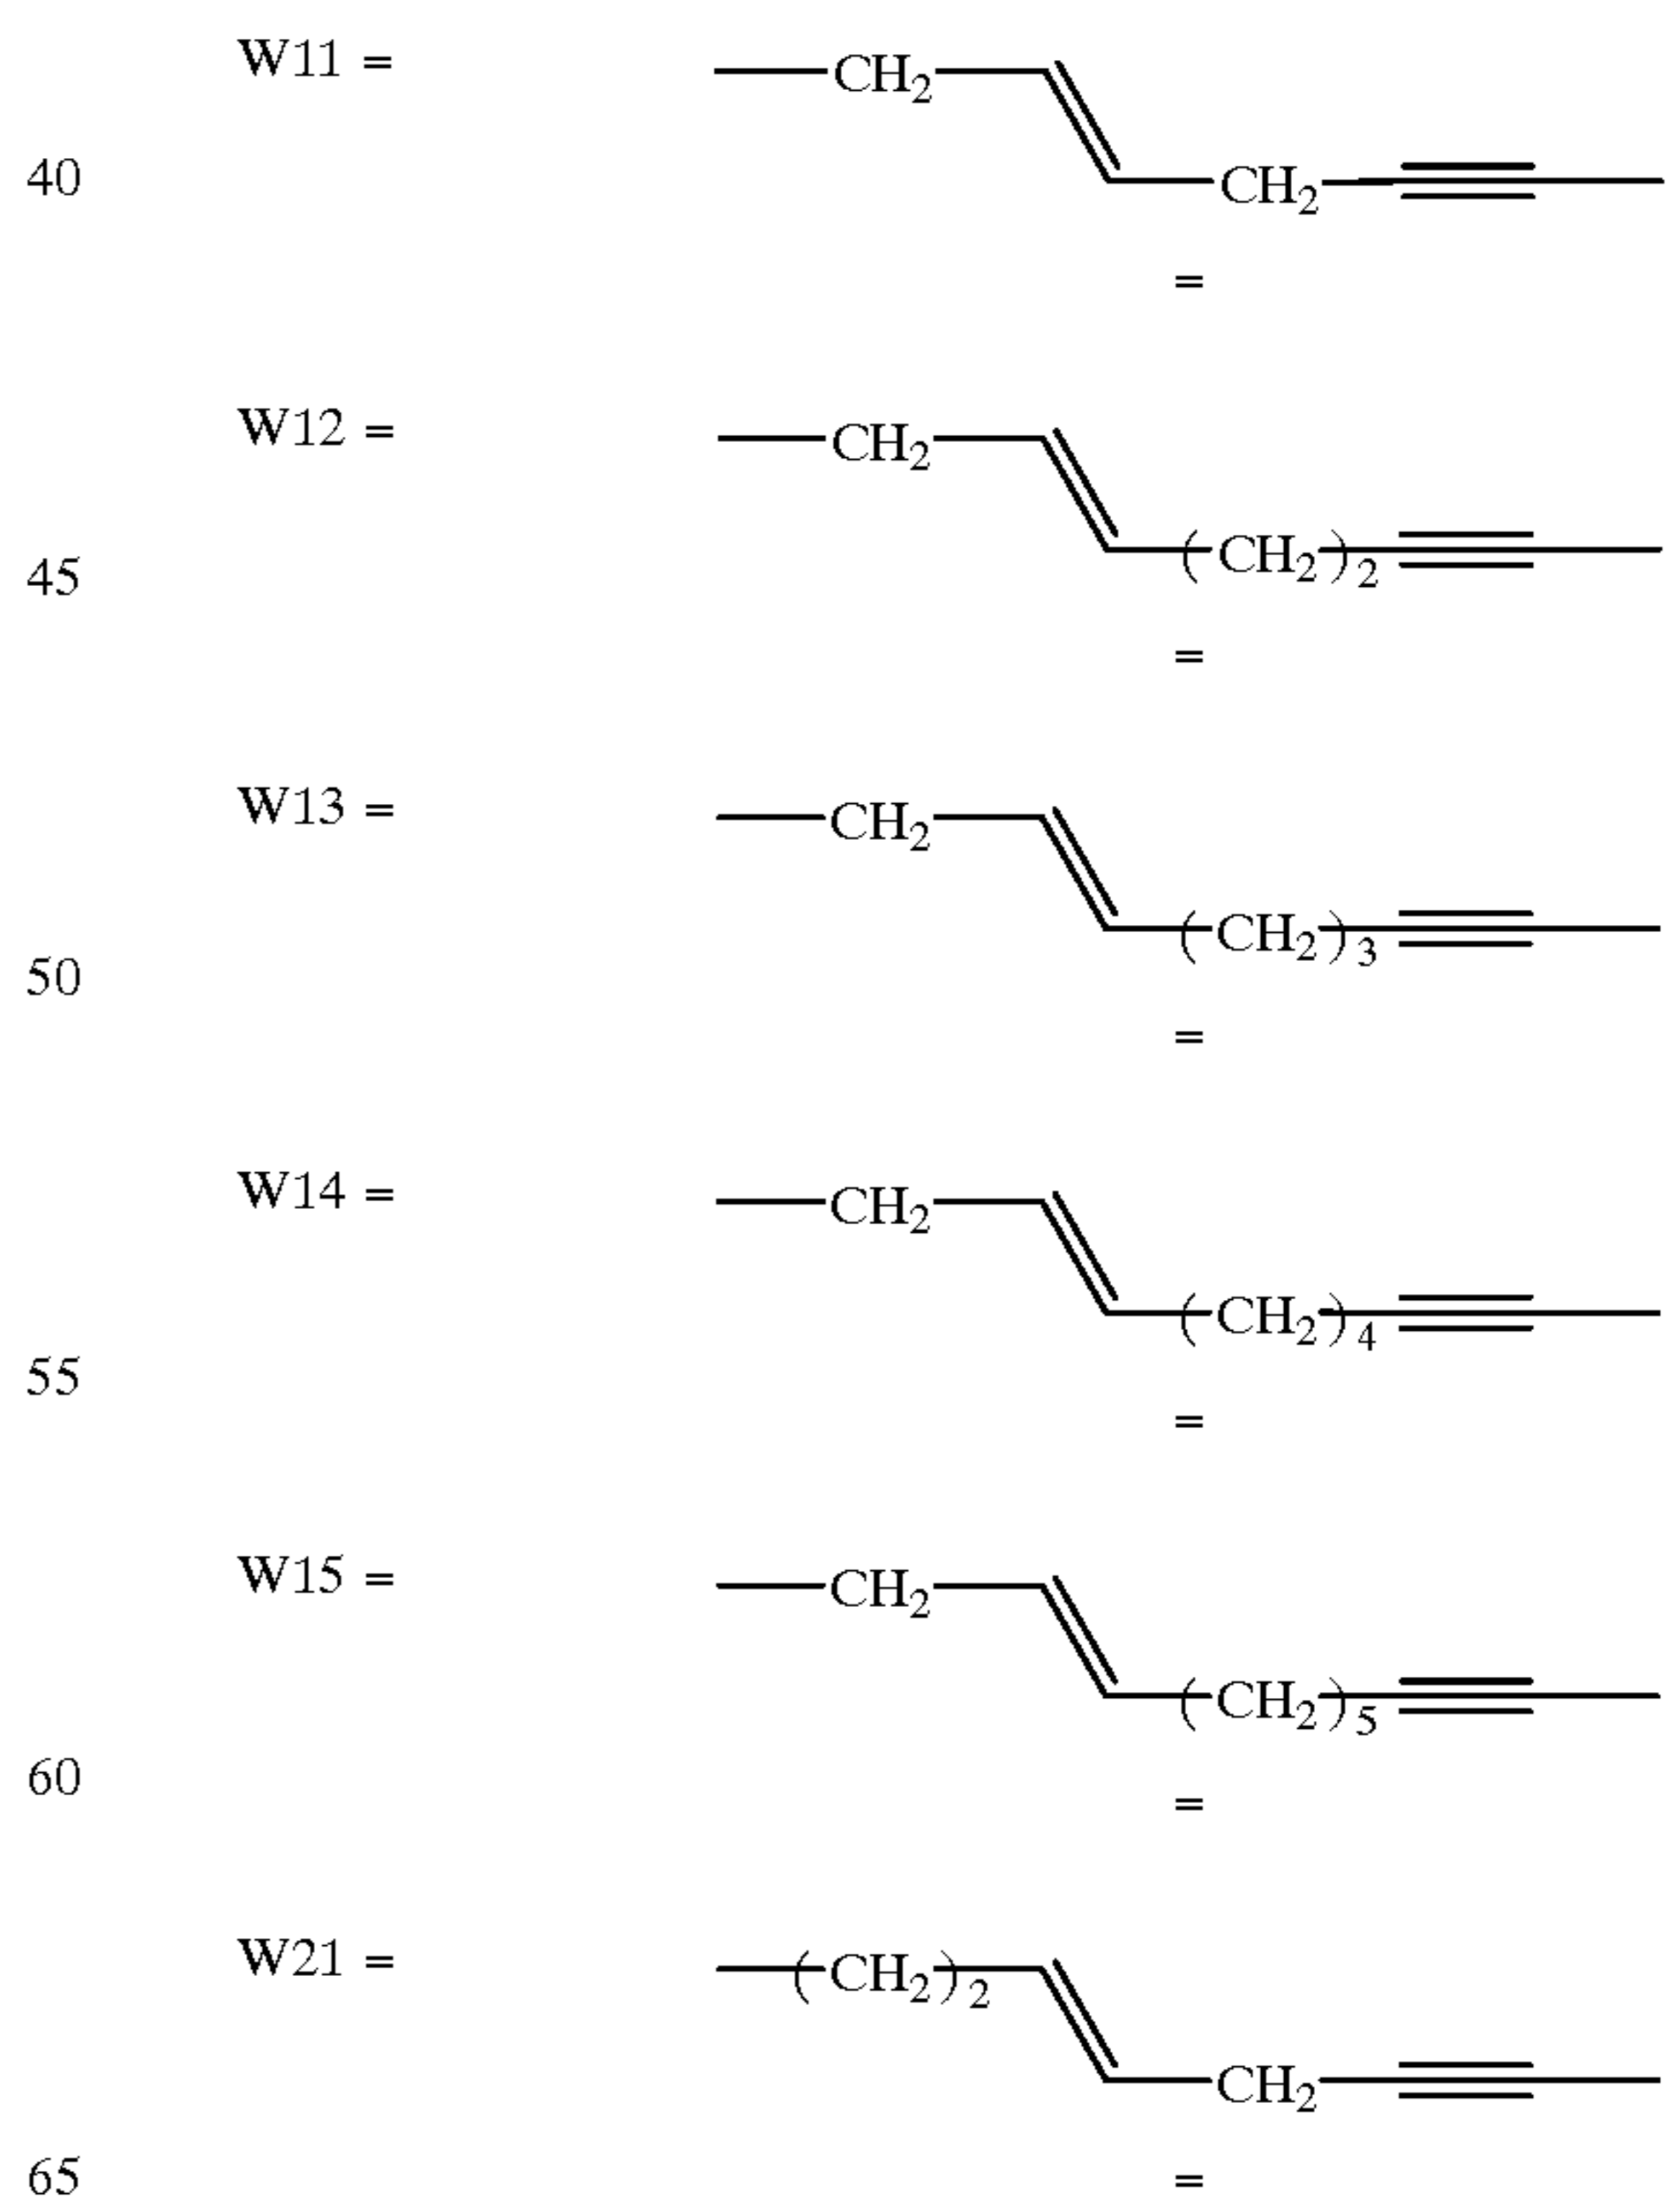 W11 =
CH2
40
CH2
=
W12 =
CH2
45
(CH2)2
=
W13 =
CH2
(CH2)3
50
=
W14 =
CH2
(CH2)4
55
=
W15 =
CH2
(CH2)5
60
=
W21 =
(CH2)2
CH2
65
=